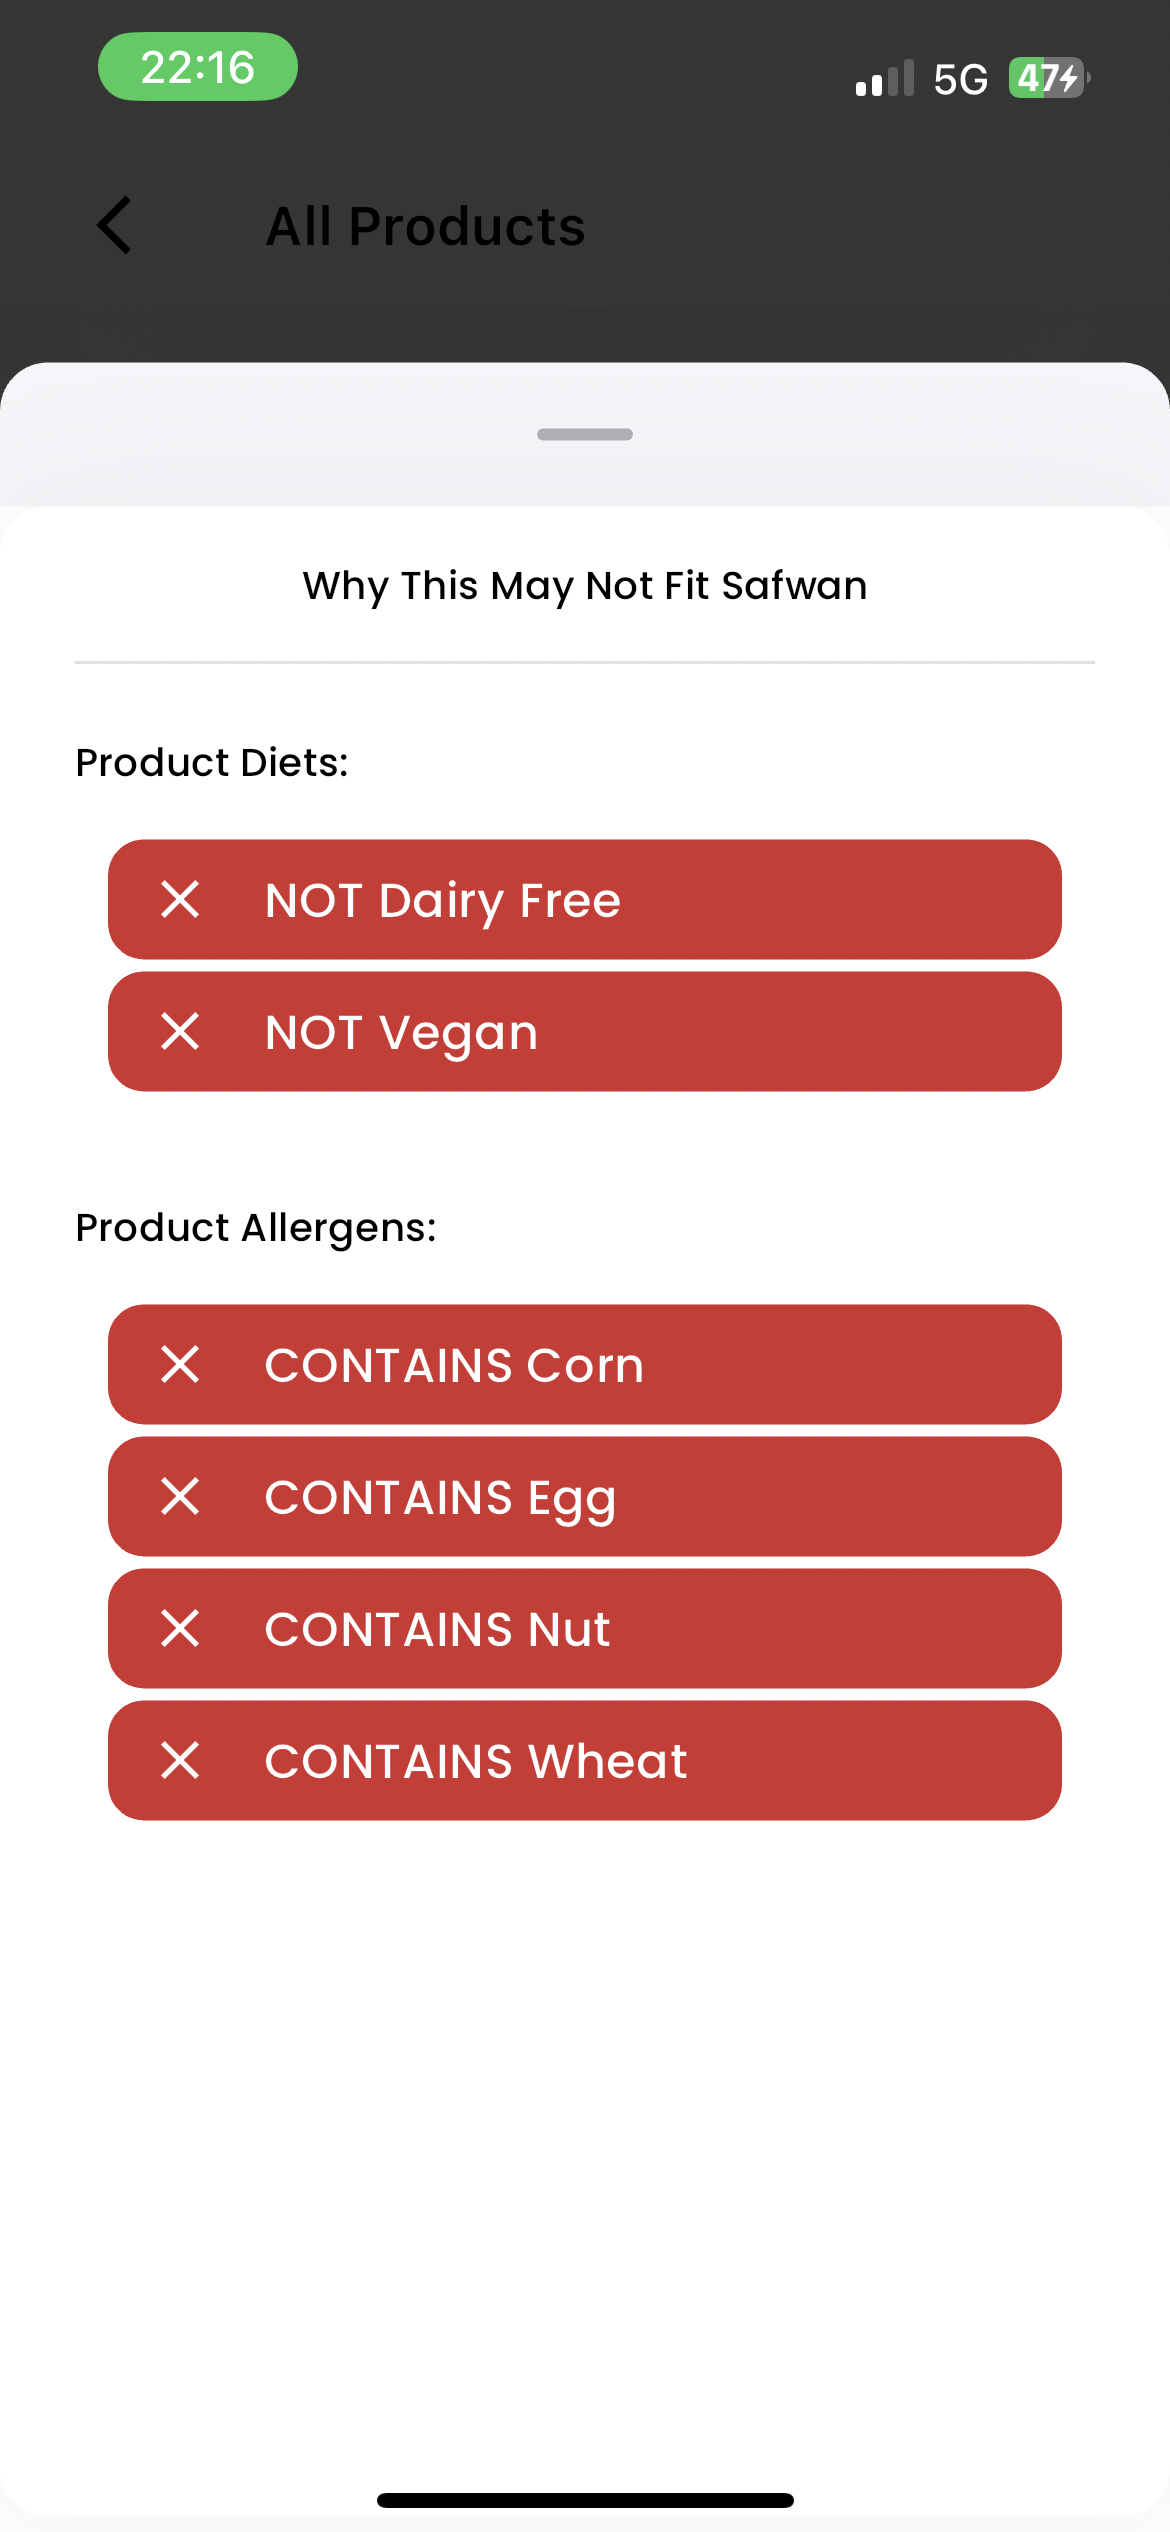 22:16
5G
47
All Products
Why This May Not Fit Safwan
Product Diets:
NOT Dairy Free
NOT Vegan
Product Allergens:
CONTAINS Corn
CONTAINS Egg
CONTAINS Nut
CONTAINS Wheat